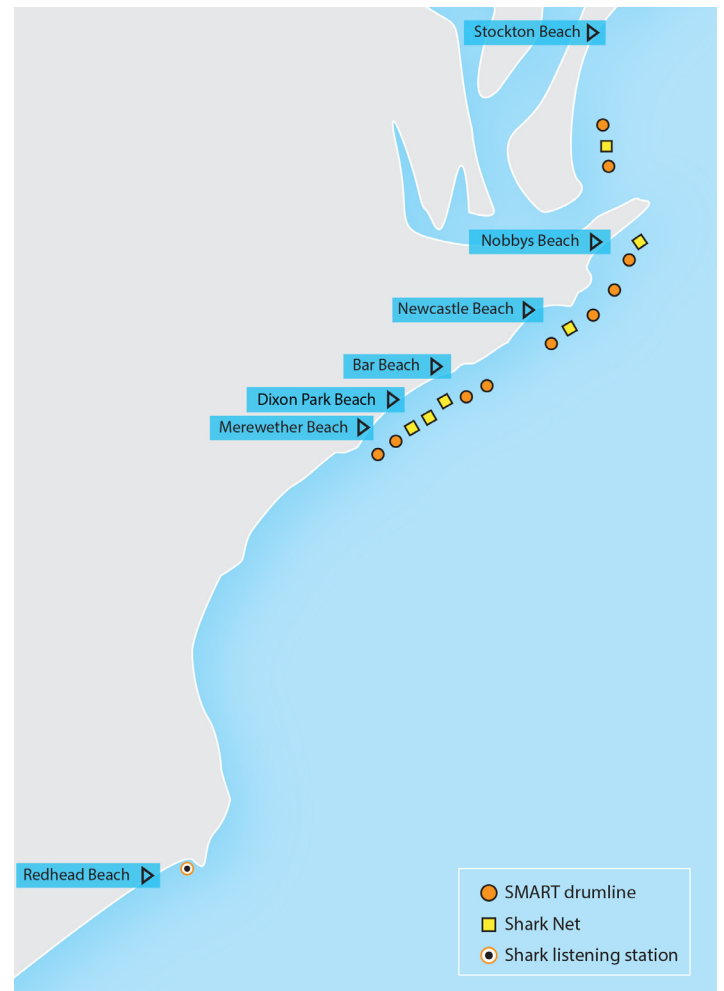 Stockton Beach
Nobbys Beach
Newcastle Beach
Bar Beach
Dixon Park Beach
Merewether Beach
Redhead Beach
SMART drumline
Shark Net
Shark listening station